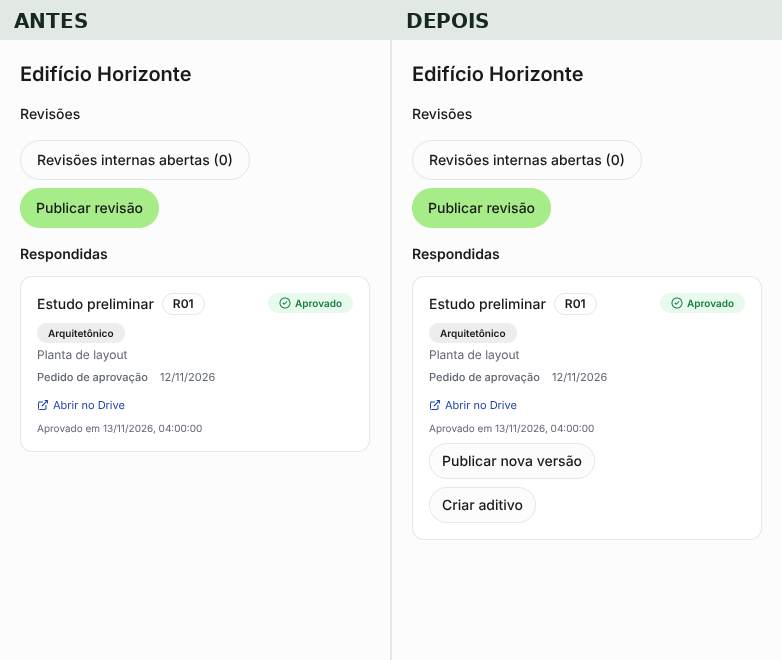 ANTES
Edifício Horizonte
Revisões
Revisões internas abertas (0)
Publicar revisão
Respondidas
Estudo preliminar R01 Aprovado
Arquitetônico
Planta de layout
Pedido de aprovação 12/11/2026
Abrir no Drive
Aprovado em 13/11/2026, 04:00:00
DEPOIS
Edifício Horizonte
Revisões
Revisões internas abertas (0)
Publicar revisão
Respondidas
Estudo preliminar R01 Aprovado
Arquitetônico
Planta de layout
Pedido de aprovação 12/11/2026
Abrir no Drive
Aprovado em 13/11/2026, 04:00:00
Publicar nova versão
Criar aditivo